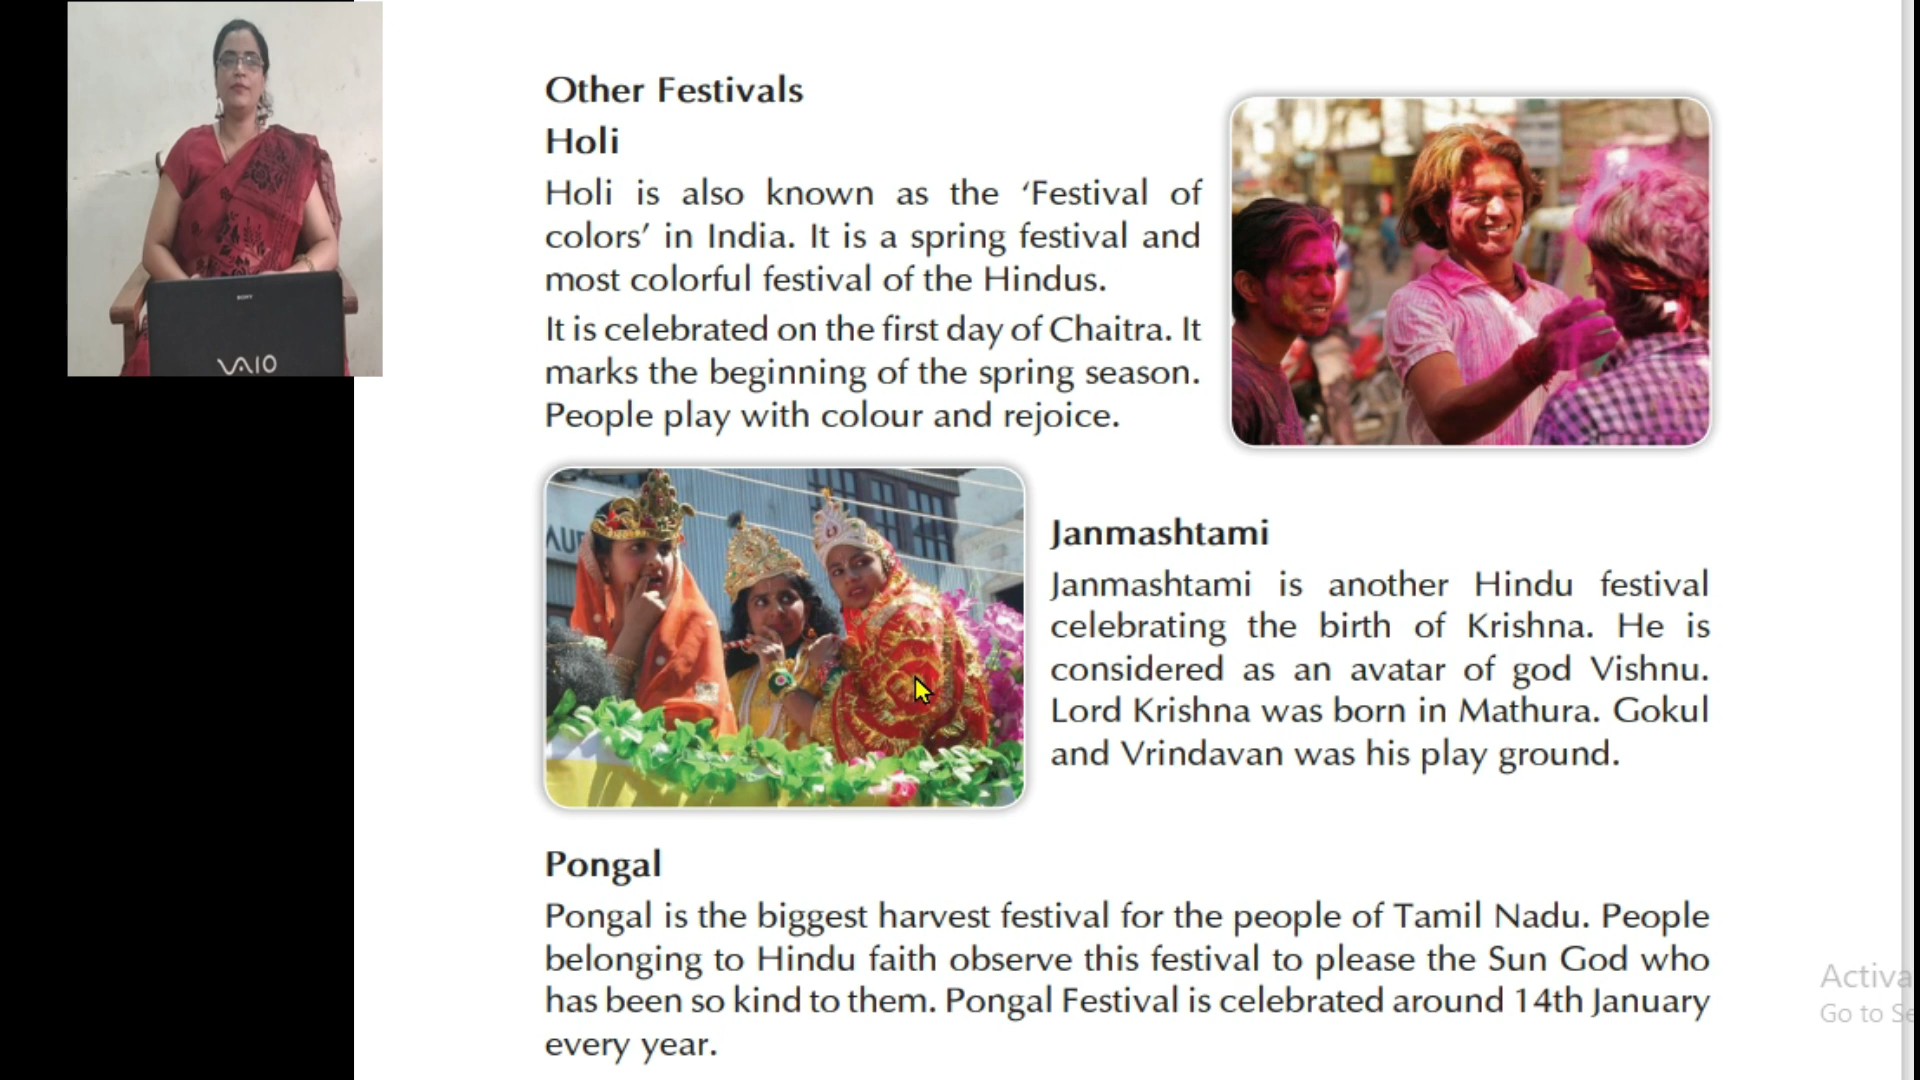 Other Festivals
Holi
Holi is also known as the ‘Festival of
colors’ in India. It is a spring festival and
most colorful festival of the Hindus.
It is celebrated on the first day of Chaitra. It
marks the beginning of the spring season.
People play with colour and rejoice.
Janmashtami
Janmashtami is another Hindu festival
celebrating the birth of Krishna. He is
considered as an avatar of god Vishnu.
Lord Krishna was born in Mathura. Gokul
and Vrindavan was his play ground.
Pongal
Pongal is the biggest harvest festival for the people of Tamil Nadu. People
belonging to Hindu faith observe this festival to please the Sun God who
has been so kind to them. Pongal Festival is celebrated around 14th January
every year.
SONY
VAIO
Activa
Go to Se